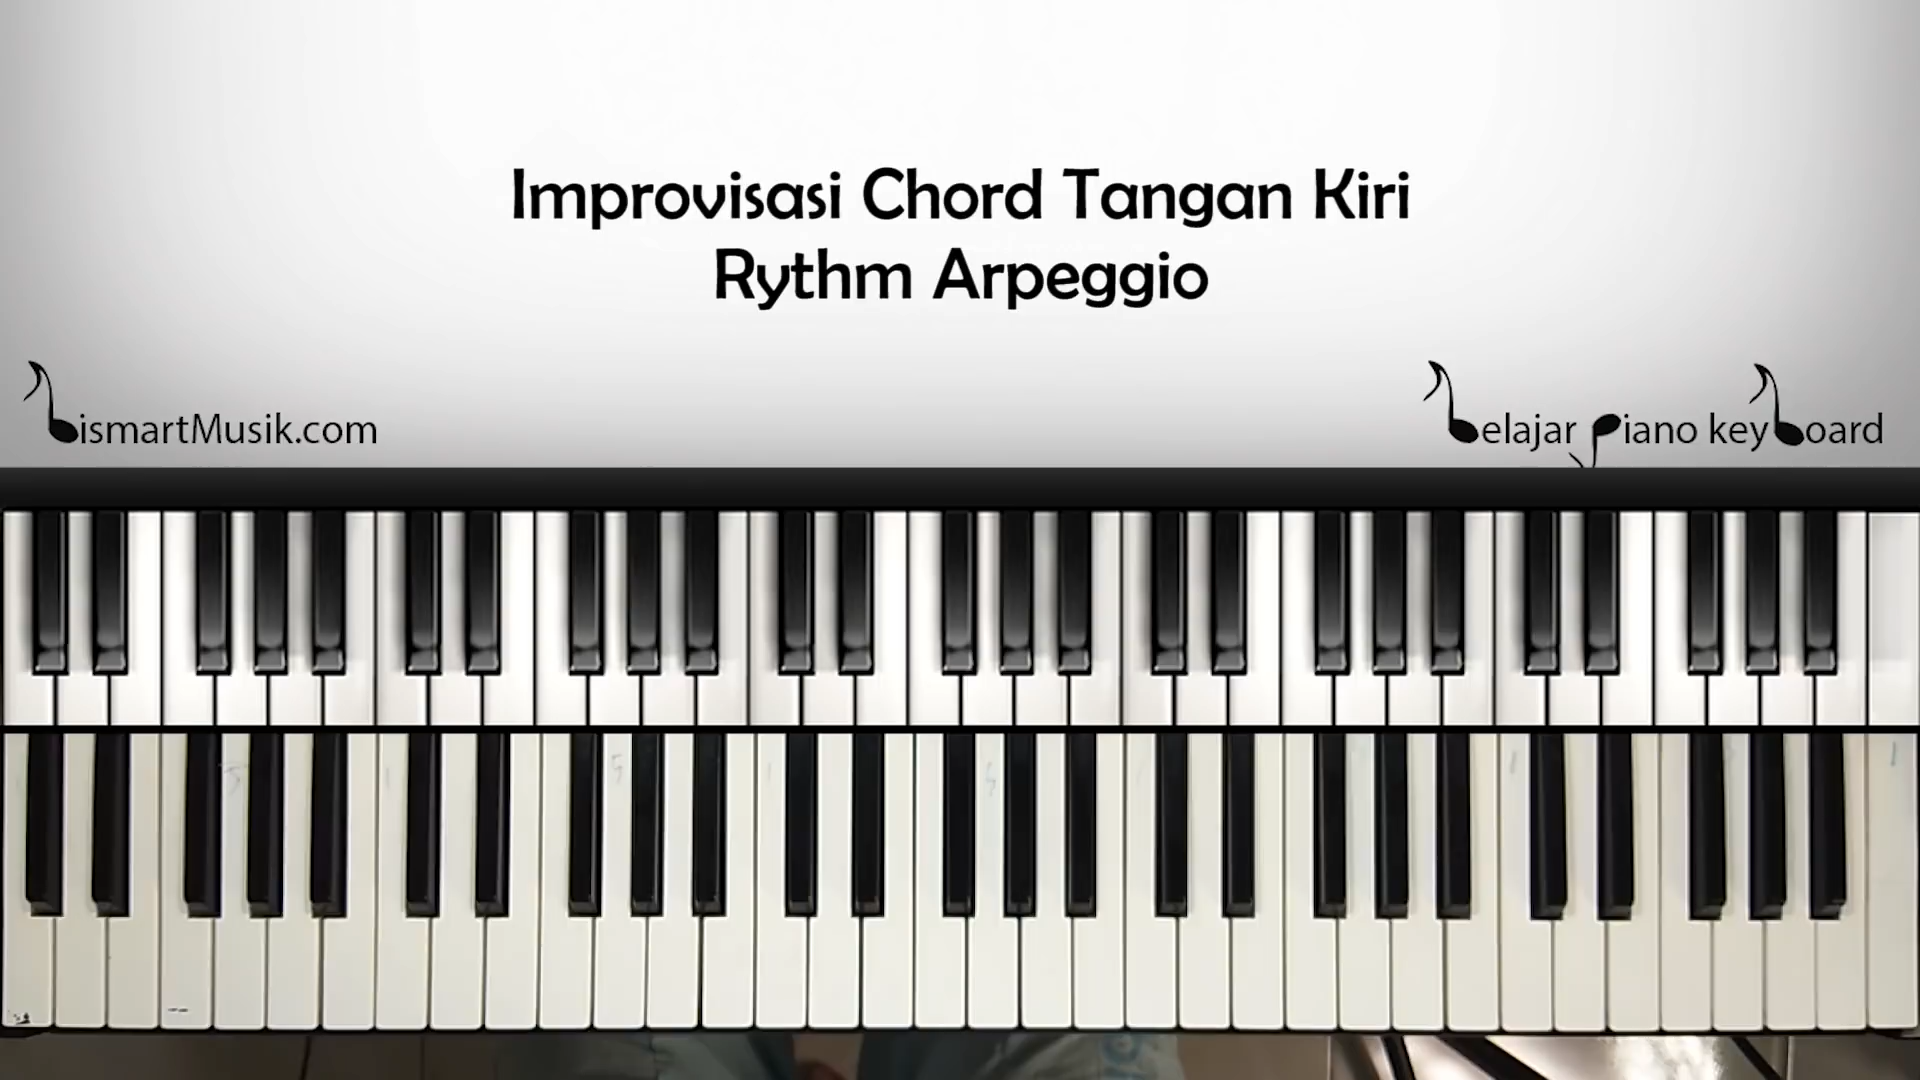 Improvisasi Chord Tangan Kiri
Rythm Arpeggio
bismartMusik.com
belajar piano keyboard